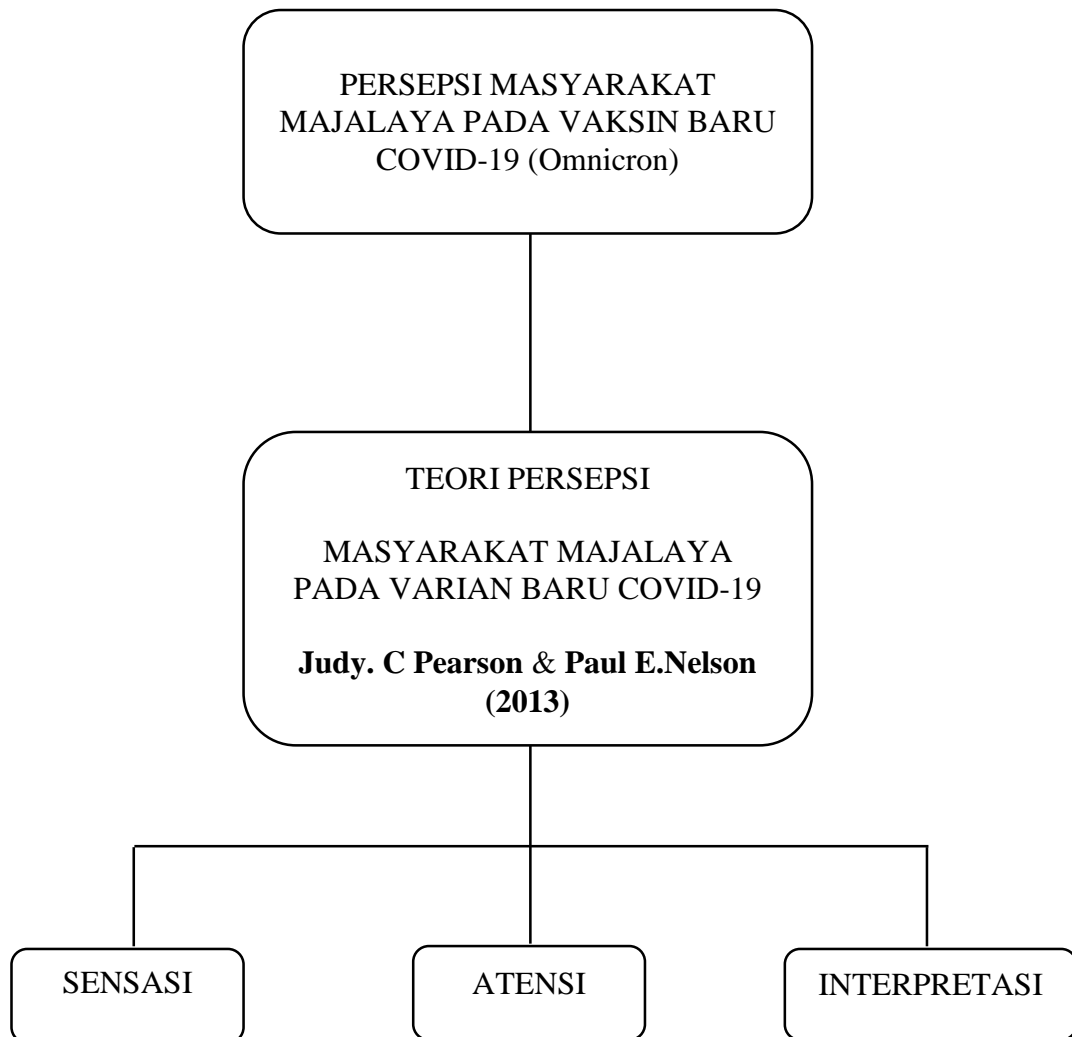 PERSEPSI MASYARAKAT
MAJALAYA PADA VAKSIN BARU
COVID-19 (Omnicron)
TEORI PERSEPSI
MASYARAKAT MAJALAYA
PADA VARIAN BARU COVID-19
Judy. C Pearson & Paul E.Nelson
(2013)
SENSASI
ATENSI
INTERPRETASI